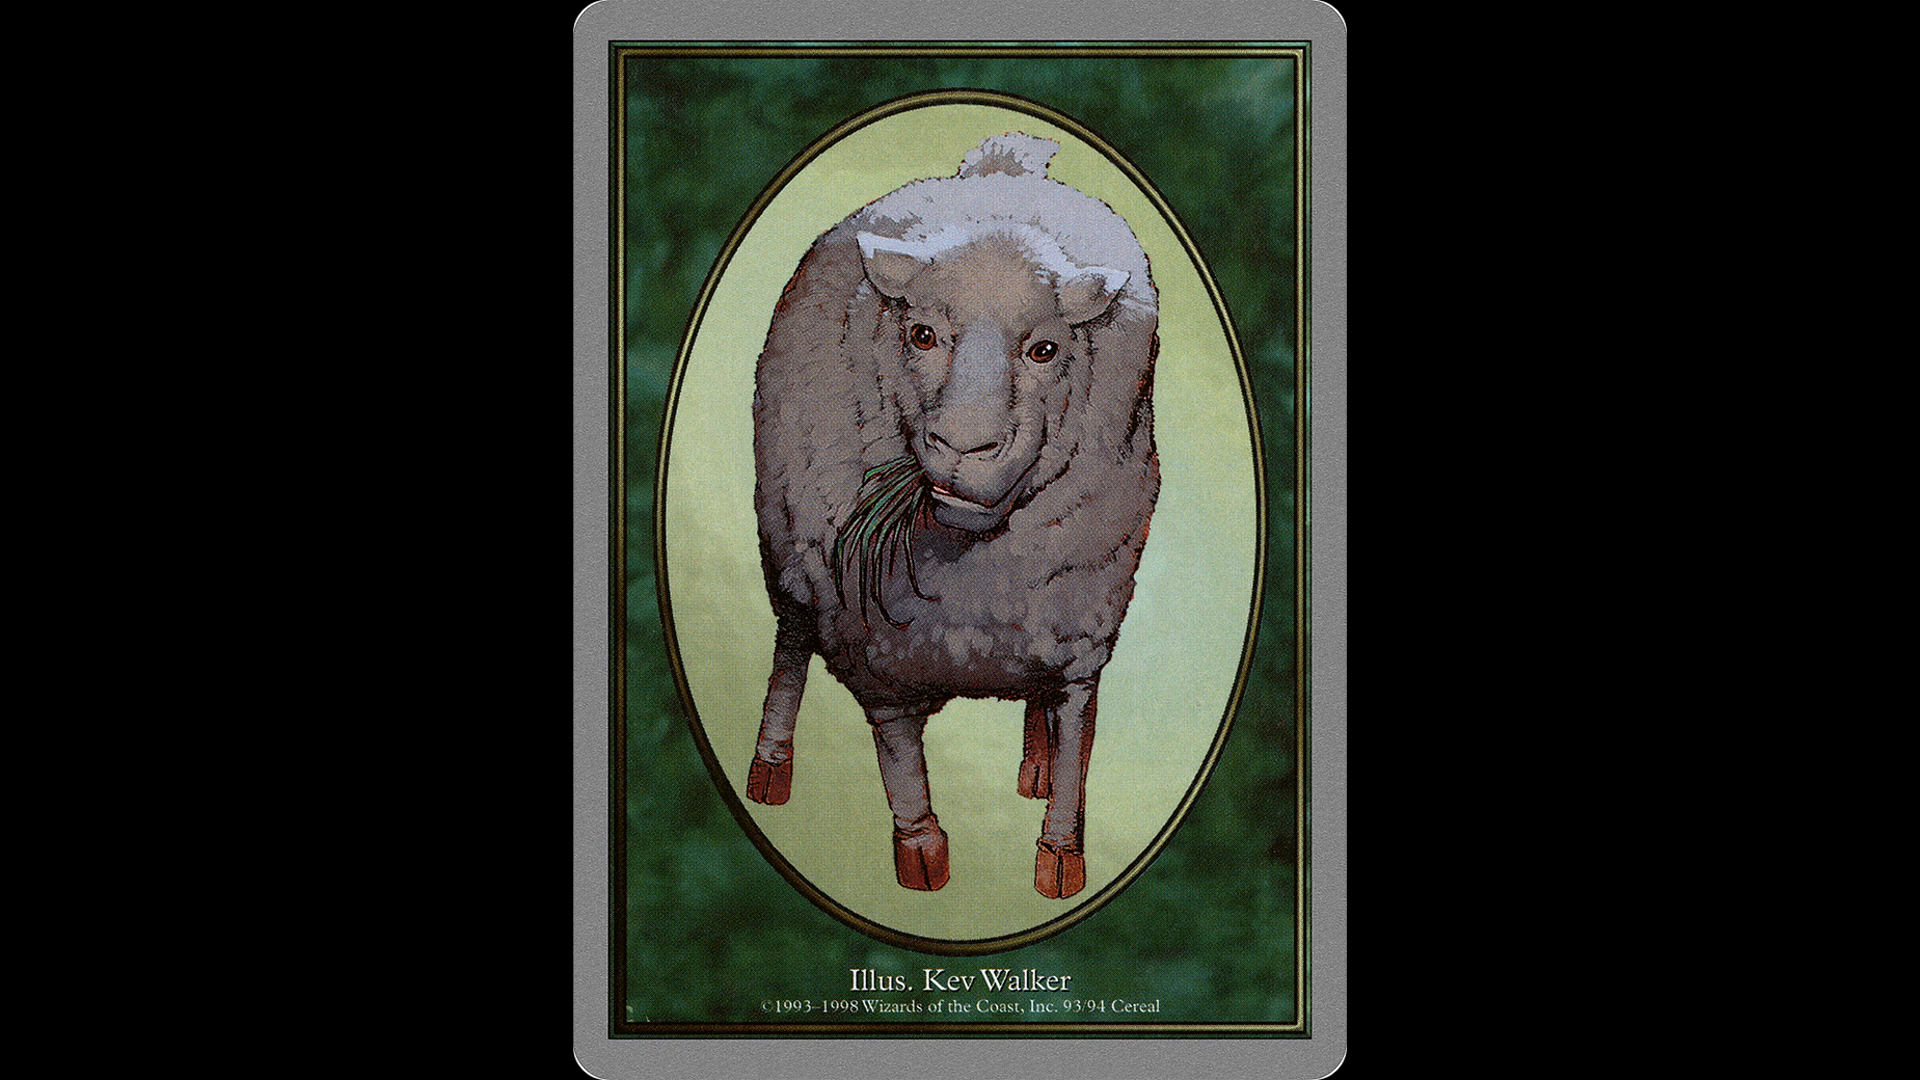 Illus. Kev Walker
©1993–1998 Wizards of the Coast, Inc. 93/94 Cereal